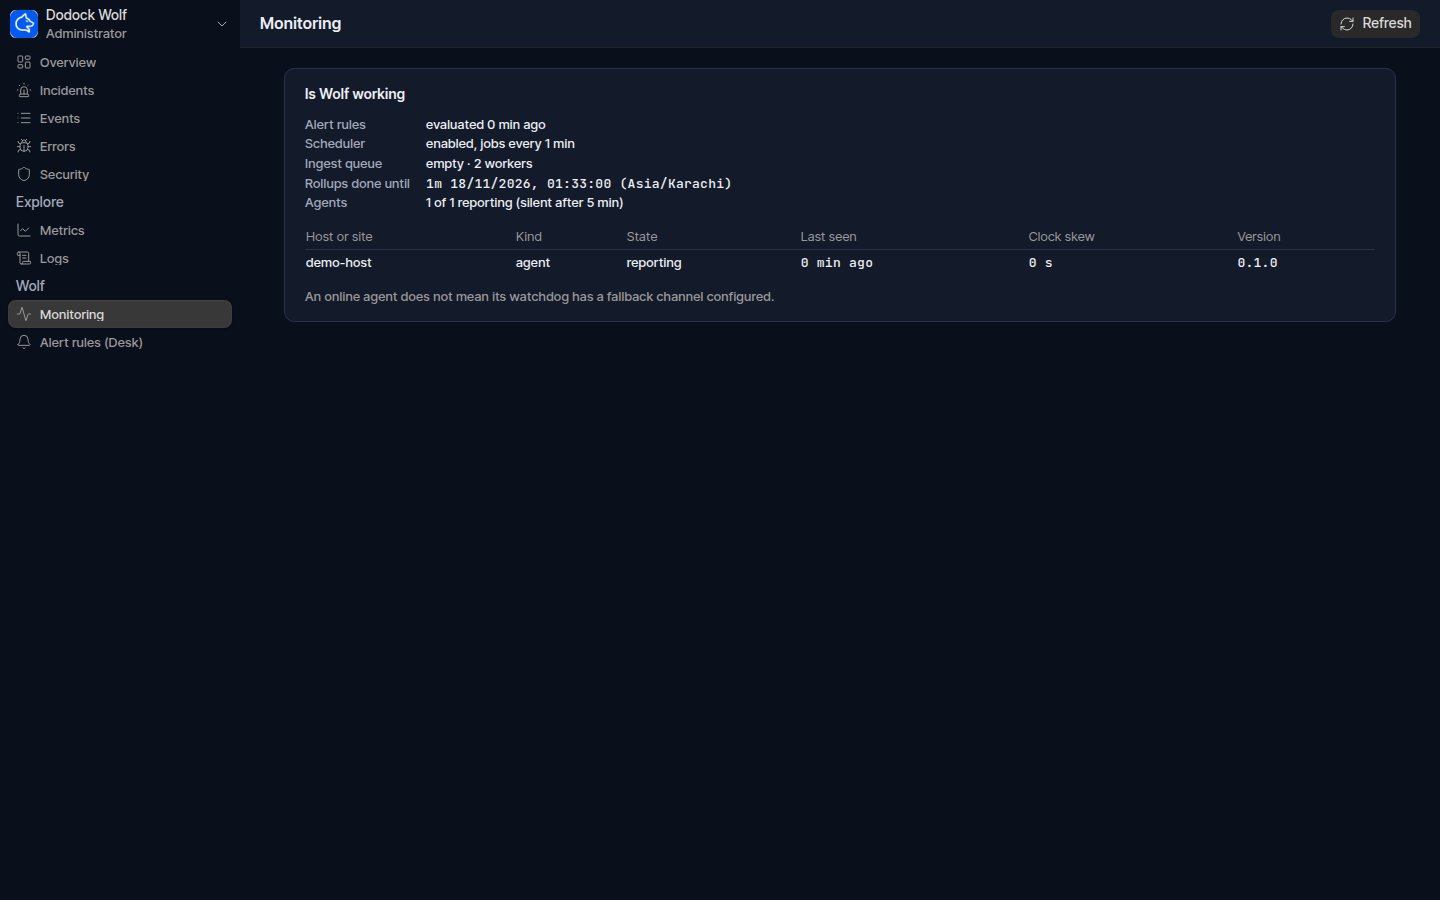 Dodock Wolf
Administrator
Overview
Incidents
Events
Errors
Security
Explore
Metrics
Logs
Wolf
Monitoring
Alert rules (Desk)
Monitoring
Refresh
Is Wolf working
Alert rules evaluated 0 min ago
Scheduler enabled, jobs every 1 min
Ingest queue empty · 2 workers
Rollups done until 1m 18/11/2026, 01:33:00 (Asia/Karachi)
Agents 1 of 1 reporting (silent after 5 min)
Host or site Kind State Last seen Clock skew Version
demo-host agent reporting 0 min ago 0 s 0.1.0
An online agent does not mean its watchdog has a fallback channel configured.